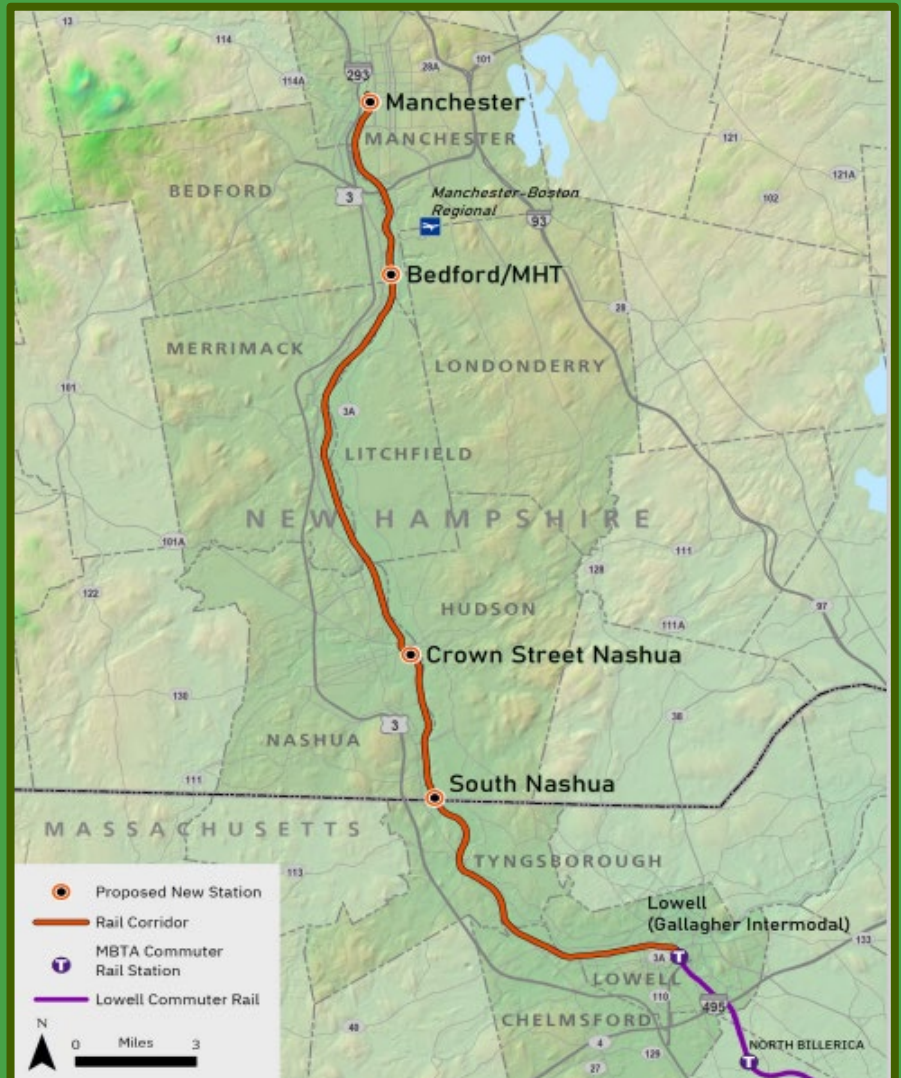 13
114
293
28A
101
114A
Manchester
MANCHESTER
121
121A
BEDFORD
3
Manchester-Boston
Regional
102
93
Bedford/MHT
28
MERRIMACK
LONDONDERRY
101
3A
LITCHFIELD
NEW HAMPSHIRE
101A
111
128
122
97
HUDSON
111A
Crown Street Nashua
130
38
3
NASHUA
111
South Nashua
MASSACHUSETTS
TYNGSBOROUGH
113
Lowell
(Gallagher Intermodal)
133
3A
LOWELL
110
495
CHELMSFORD
40
4
129
27
NORTH BILLERICA
T
T
Proposed New Station
Rail Corridor
T
MBTA Commuter
Rail Station
Lowell Commuter Rail
N
0 Miles 3